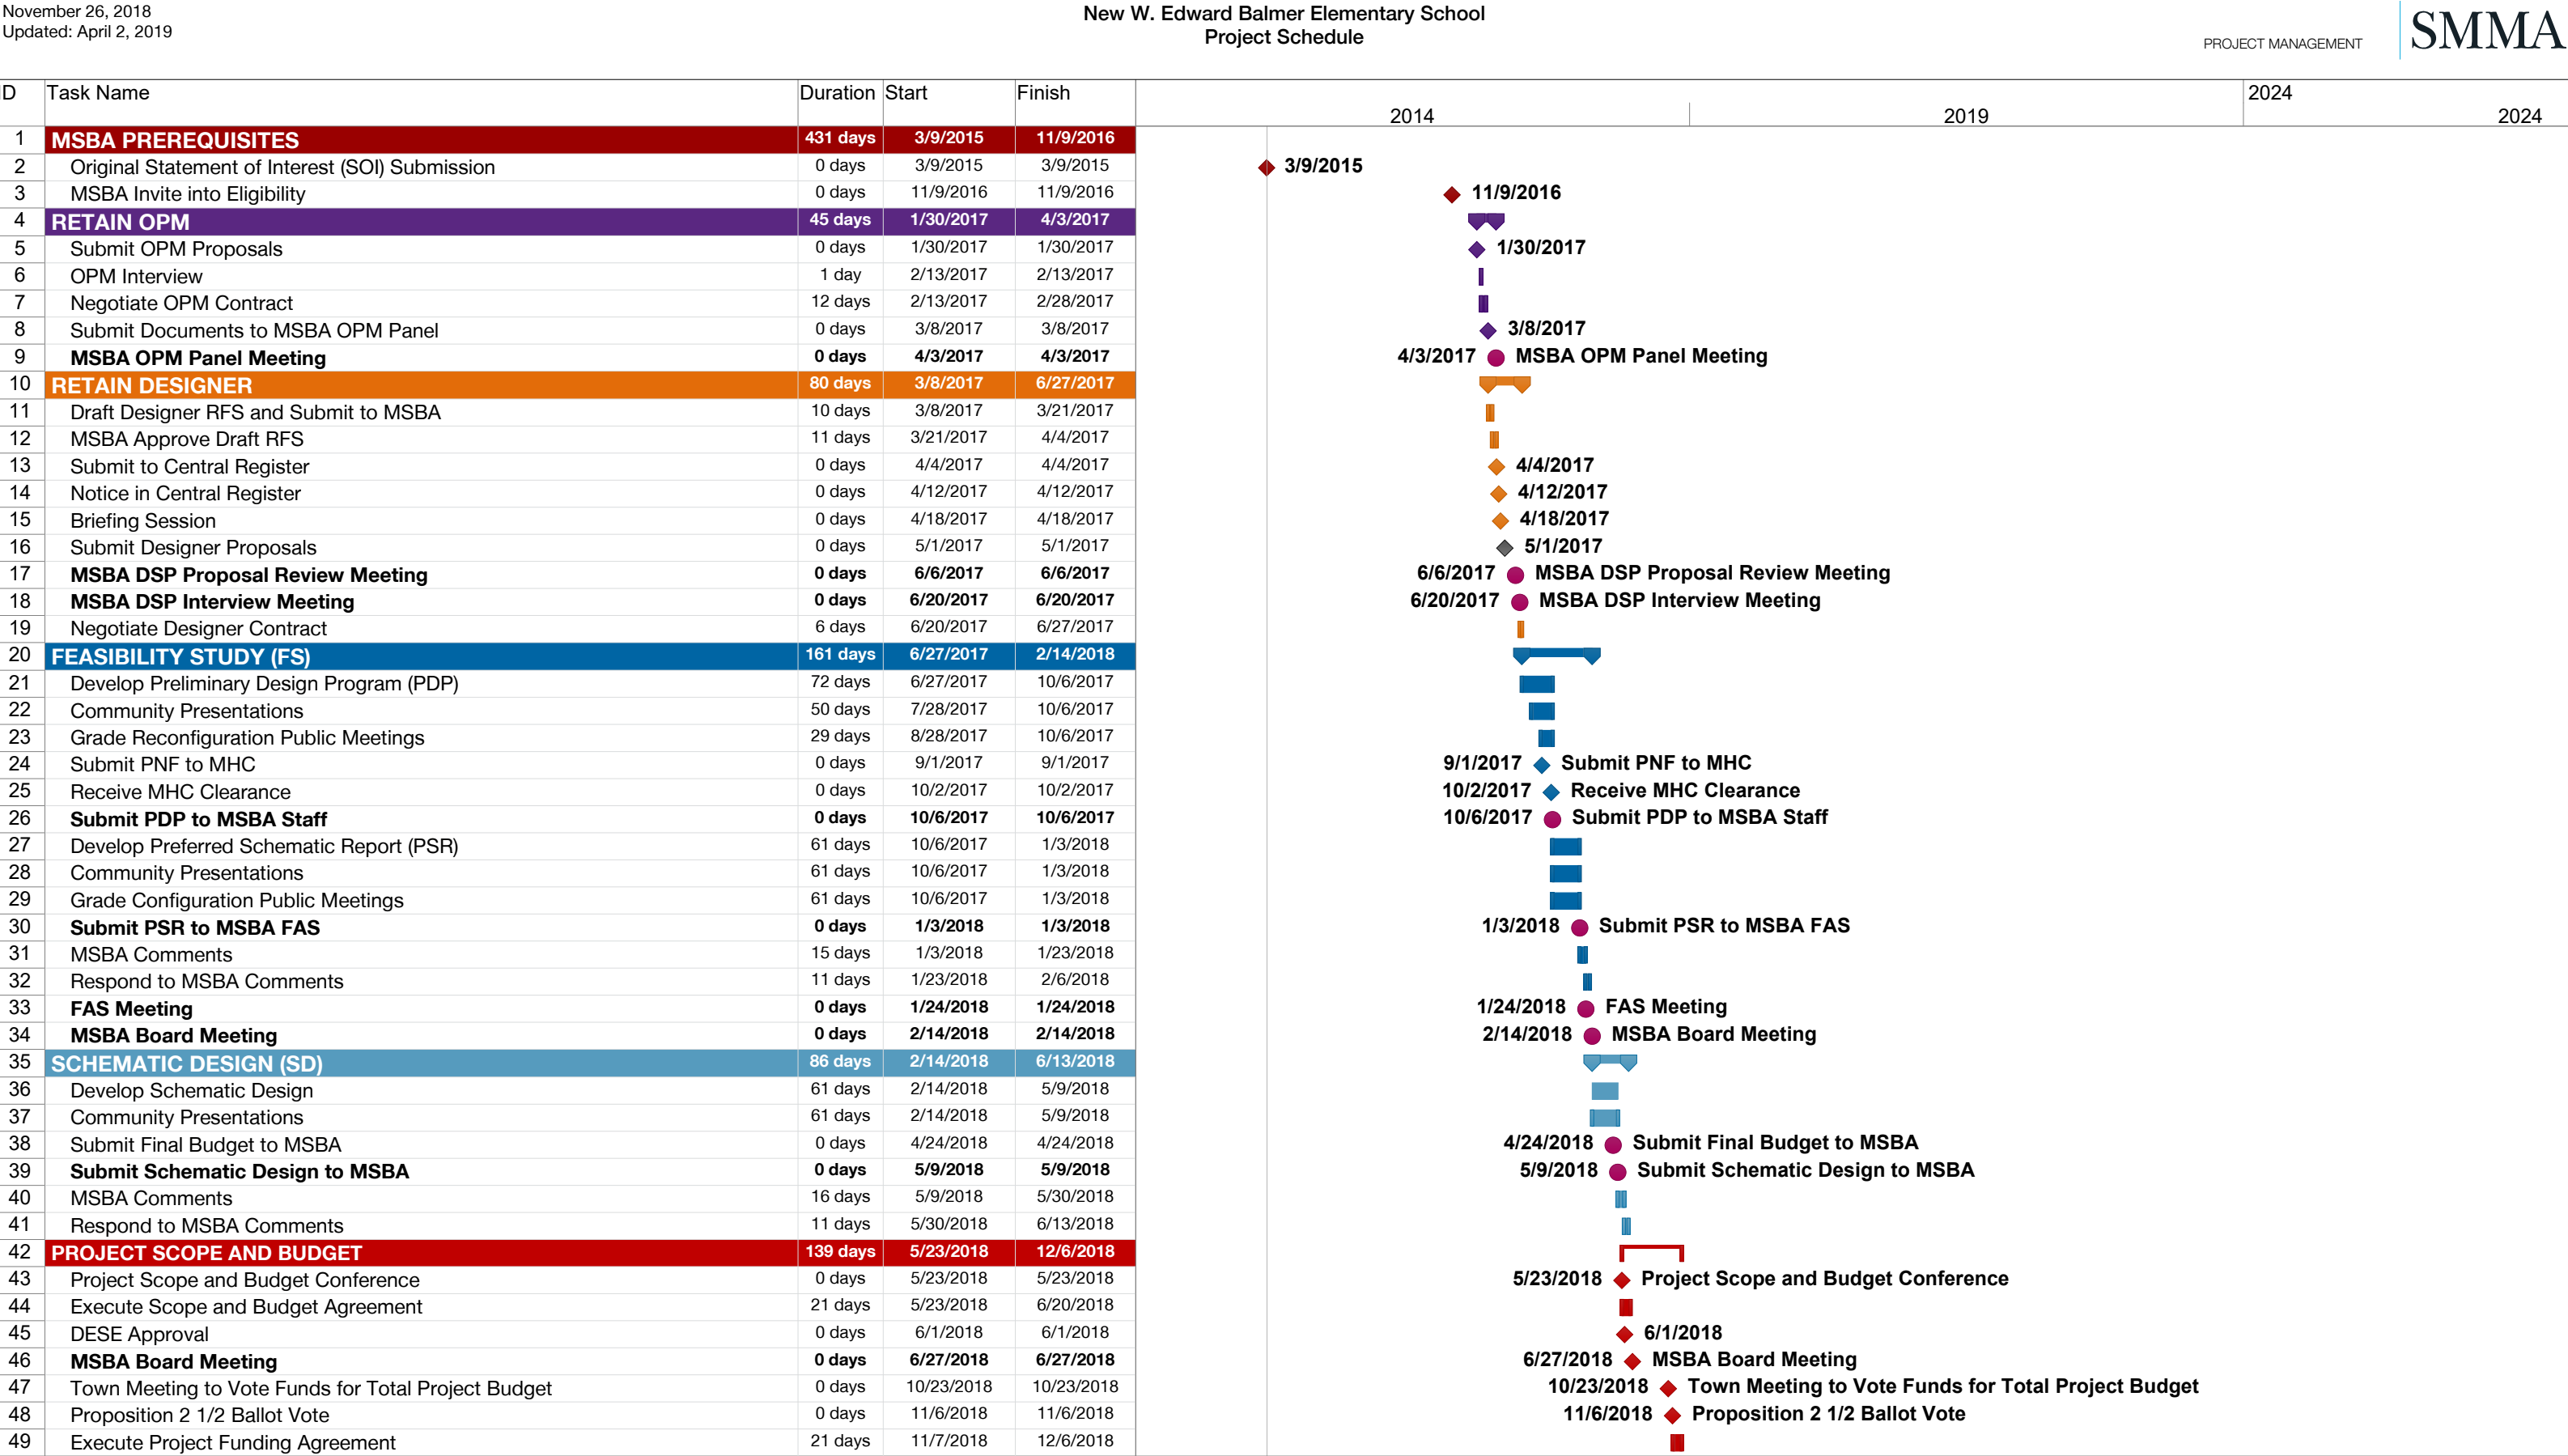 November 26, 2018
Updated: April 2, 2019
New W. Edward Balmer Elementary School
Project Schedule
PROJECT MANAGEMENT
SMMA
ID Task Name Duration Start Finish 2024
2014 2019 2024
1 MSBA PREREQUISITES 431 days 3/9/2015 11/9/2016
2 Original Statement of Interest (SOI) Submission 0 days 3/9/2015 3/9/2015 3/9/2015
3 MSBA Invite into Eligibility 0 days 11/9/2016 11/9/2016 11/9/2016
4 RETAIN OPM 45 days 1/30/2017 4/3/2017
5 Submit OPM Proposals 0 days 1/30/2017 1/30/2017 1/30/2017
6 OPM Interview 1 day 2/13/2017 2/13/2017
7 Negotiate OPM Contract 12 days 2/13/2017 2/28/2017
8 Submit Documents to MSBA OPM Panel 0 days 3/8/2017 3/8/2017 3/8/2017
9 MSBA OPM Panel Meeting 0 days 4/3/2017 4/3/2017 4/3/2017 MSBA OPM Panel Meeting
10 RETAIN DESIGNER 80 days 3/8/2017 6/27/2017
11 Draft Designer RFS and Submit to MSBA 10 days 3/8/2017 3/21/2017
12 MSBA Approve Draft RFS 11 days 3/21/2017 4/4/2017
13 Submit to Central Register 0 days 4/4/2017 4/4/2017 4/4/2017
14 Notice in Central Register 0 days 4/12/2017 4/12/2017 4/12/2017
15 Briefing Session 0 days 4/18/2017 4/18/2017 4/18/2017
16 Submit Designer Proposals 0 days 5/1/2017 5/1/2017 5/1/2017
17 MSBA DSP Proposal Review Meeting 0 days 6/6/2017 6/6/2017 6/6/2017 MSBA DSP Proposal Review Meeting
18 MSBA DSP Interview Meeting 0 days 6/20/2017 6/20/2017 6/20/2017 MSBA DSP Interview Meeting
19 Negotiate Designer Contract 6 days 6/20/2017 6/27/2017
20 FEASIBILITY STUDY (FS) 161 days 6/27/2017 2/14/2018
21 Develop Preliminary Design Program (PDP) 72 days 6/27/2017 10/6/2017
22 Community Presentations 50 days 7/28/2017 10/6/2017
23 Grade Reconfiguration Public Meetings 29 days 8/28/2017 10/6/2017
24 Submit PNF to MHC 0 days 9/1/2017 9/1/2017 9/1/2017 Submit PNF to MHC
25 Receive MHC Clearance 0 days 10/2/2017 10/2/2017 10/2/2017 Receive MHC Clearance
26 Submit PDP to MSBA Staff 0 days 10/6/2017 10/6/2017 10/6/2017 Submit PDP to MSBA Staff
27 Develop Preferred Schematic Report (PSR) 61 days 10/6/2017 1/3/2018
28 Community Presentations 61 days 10/6/2017 1/3/2018
29 Grade Configuration Public Meetings 61 days 10/6/2017 1/3/2018
30 Submit PSR to MSBA FAS 0 days 1/3/2018 1/3/2018 1/3/2018 Submit PSR to MSBA FAS
31 MSBA Comments 15 days 1/3/2018 1/23/2018
32 Respond to MSBA Comments 11 days 1/23/2018 2/6/2018
33 FAS Meeting 0 days 1/24/2018 1/24/2018 1/24/2018 FAS Meeting
34 MSBA Board Meeting 0 days 2/14/2018 2/14/2018 2/14/2018 MSBA Board Meeting
35 SCHEMATIC DESIGN (SD) 86 days 2/14/2018 6/13/2018
36 Develop Schematic Design 61 days 2/14/2018 5/9/2018
37 Community Presentations 61 days 2/14/2018 5/9/2018
38 Submit Final Budget to MSBA 0 days 4/24/2018 4/24/2018 4/24/2018 Submit Final Budget to MSBA
39 Submit Schematic Design to MSBA 0 days 5/9/2018 5/9/2018 5/9/2018 Submit Schematic Design to MSBA
40 MSBA Comments 16 days 5/9/2018 5/30/2018
41 Respond to MSBA Comments 11 days 5/30/2018 6/13/2018
42 PROJECT SCOPE AND BUDGET 139 days 5/23/2018 12/6/2018
43 Project Scope and Budget Conference 0 days 5/23/2018 5/23/2018 5/23/2018 Project Scope and Budget Conference
44 Execute Scope and Budget Agreement 21 days 5/23/2018 6/20/2018
45 DESE Approval 0 days 6/1/2018 6/1/2018 6/1/2018
46 MSBA Board Meeting 0 days 6/27/2018 6/27/2018 6/27/2018 MSBA Board Meeting
47 Town Meeting to Vote Funds for Total Project Budget 0 days 10/23/2018 10/23/2018 10/23/2018 Town Meeting to Vote Funds for Total Project Budget
48 Proposition 2 1/2 Ballot Vote 0 days 11/6/2018 11/6/2018 11/6/2018 Proposition 2 1/2 Ballot Vote
49 Execute Project Funding Agreement 21 days 11/7/2018 12/6/2018